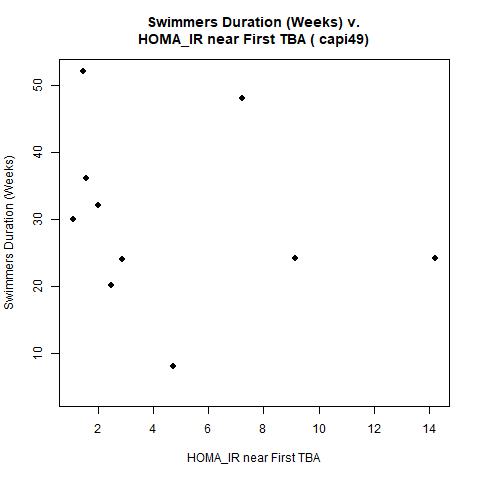 Swimmers Duration (Weeks) v.
HOMA_IR near First TBA ( capi49)
Swimmers Duration (Weeks)
50
40
30
20
10
2 4 6 8 10 12 14
HOMA_IR near First TBA